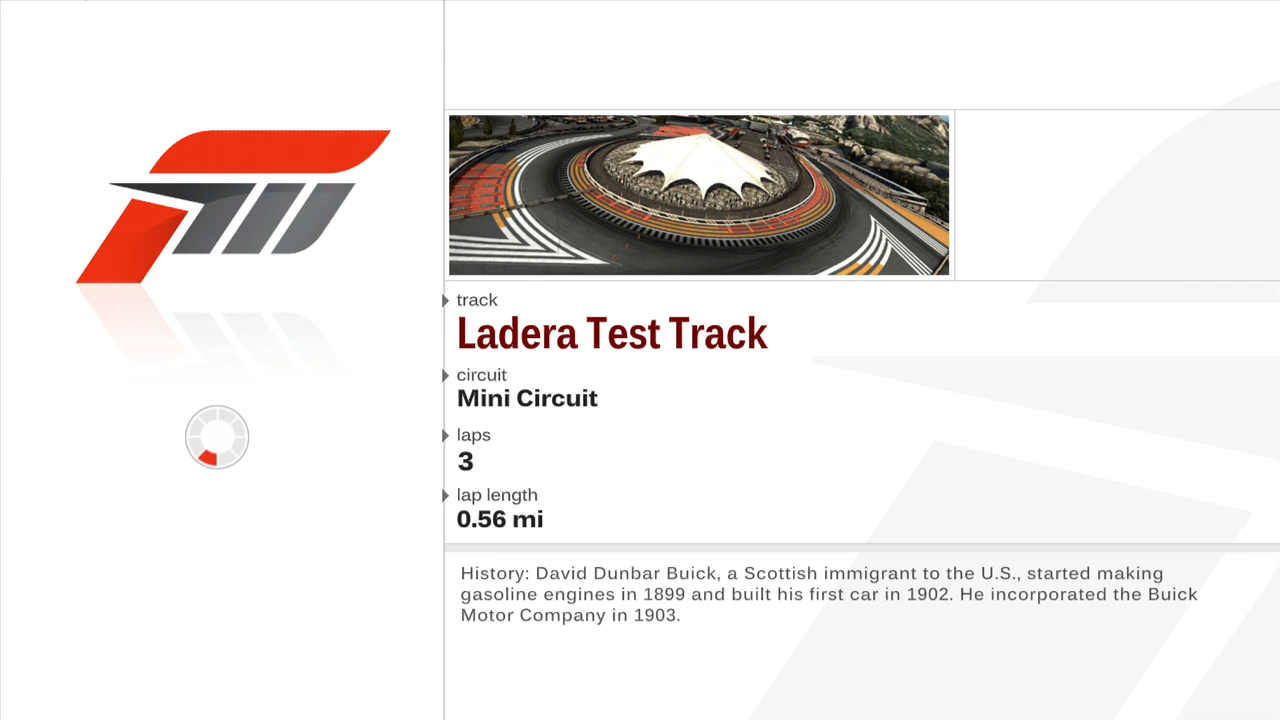 track
Ladera Test Track
circuit
Mini Circuit
laps
3
lap length
0.56 mi
History: David Dunbar Buick, a Scottish immigrant to the U.S., started making
gasoline engines in 1899 and built his first car in 1902. He incorporated the Buick
Motor Company in 1903.